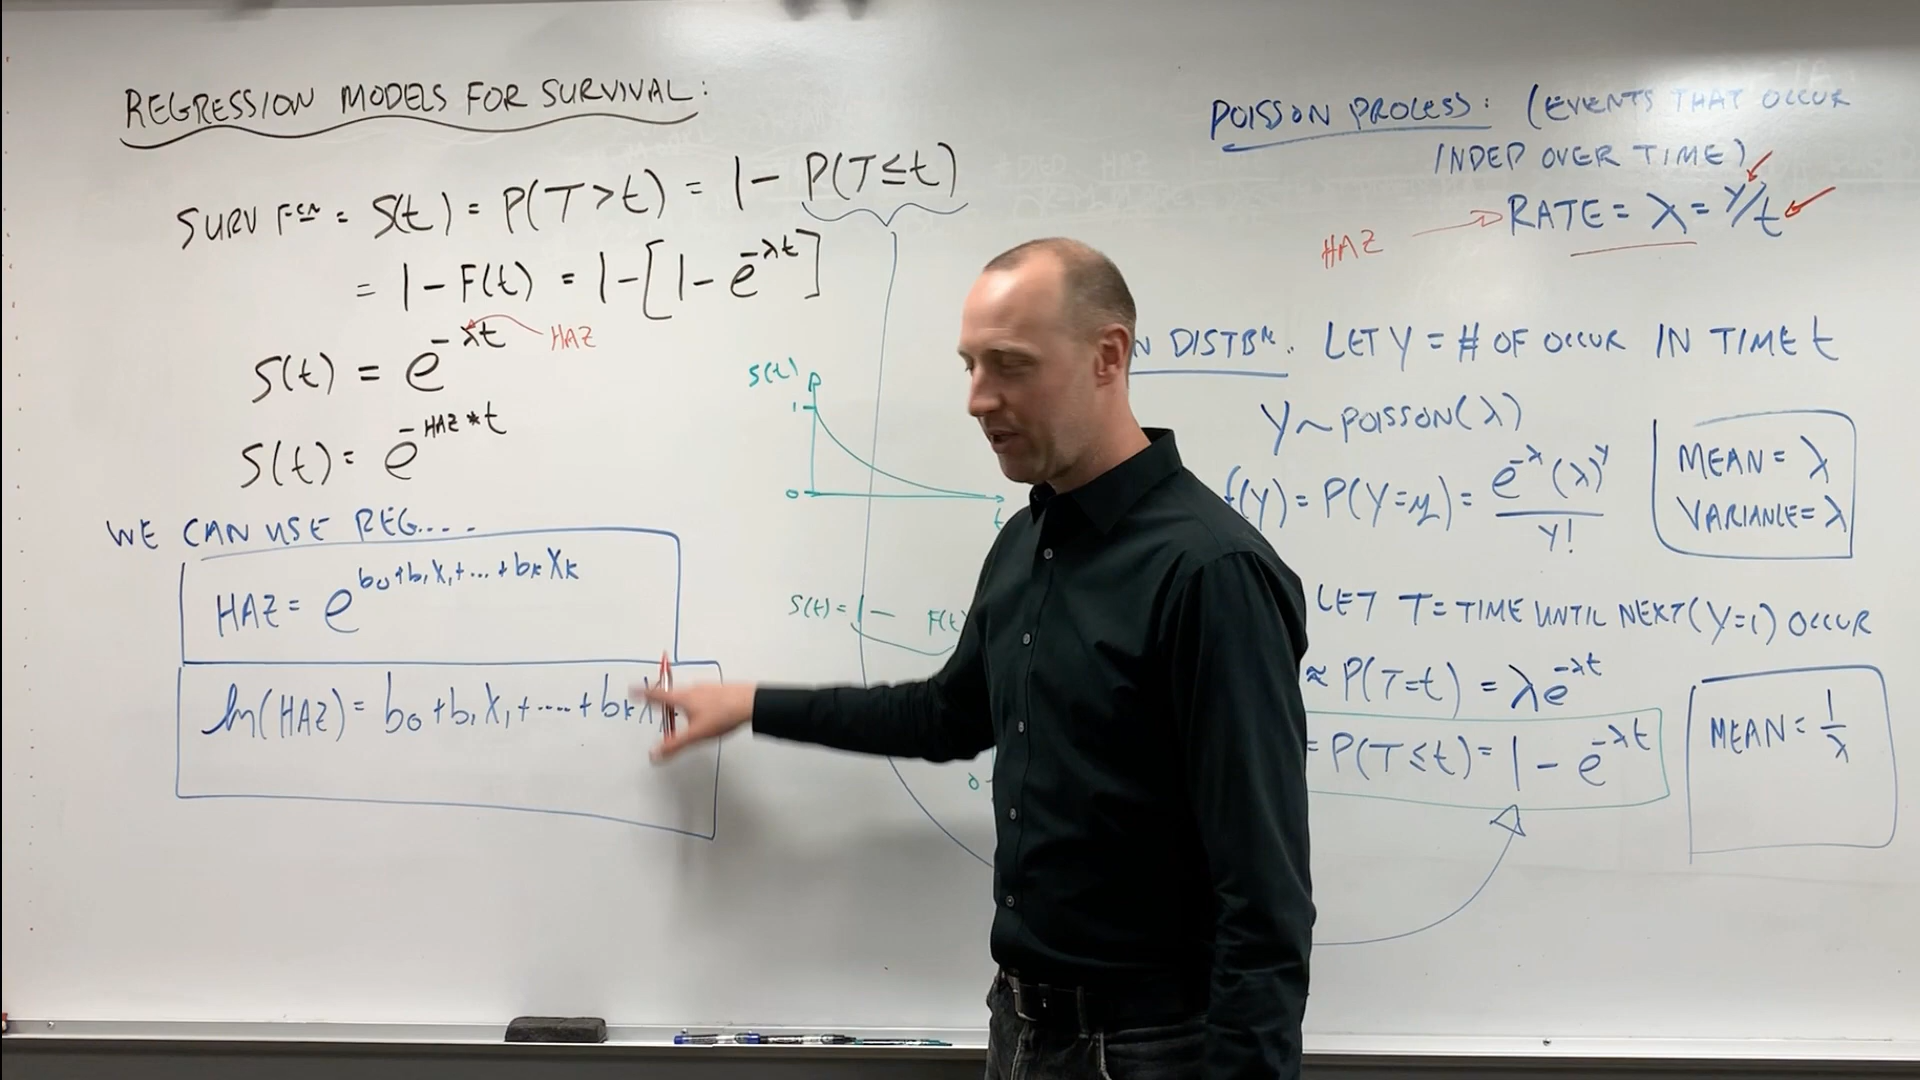 REGRESSION MODELS FOR SURVIVAL:
SURV FCN = S(t) = P(T>t) = 1 - P(T≤t)
= 1 - F(t) = 1-[1 - e^-λt]
S(t) = e^-λt
HAZ
S(t) = e^-HAZ*t
WE CAN USE REG....
HAZ = e^b0+b1X1+...+bkXk
ln(HAZ) = b0+b1X1+....+bkX
S(t)
P
1
0
t
S(t) = 1 - F(t)
0
POISSON PROCESS: (EVENTS THAT OCCUR
INDEP OVER TIME)
HAZ → RATE = λ = Y/t
N DISTBN. LET Y = # OF OCCUR IN TIME t
Y~POISSON(λ)
f(Y) = P(Y=y) = e^-λ (λ)^Y / Y!
MEAN = λ
VARIANCE = λ
LET T = TIME UNTIL NEXT (Y=1) OCCUR
≈ P(T=t) = λe^-λt
= P(T≤t) = 1 - e^-λt
MEAN = 1/λ